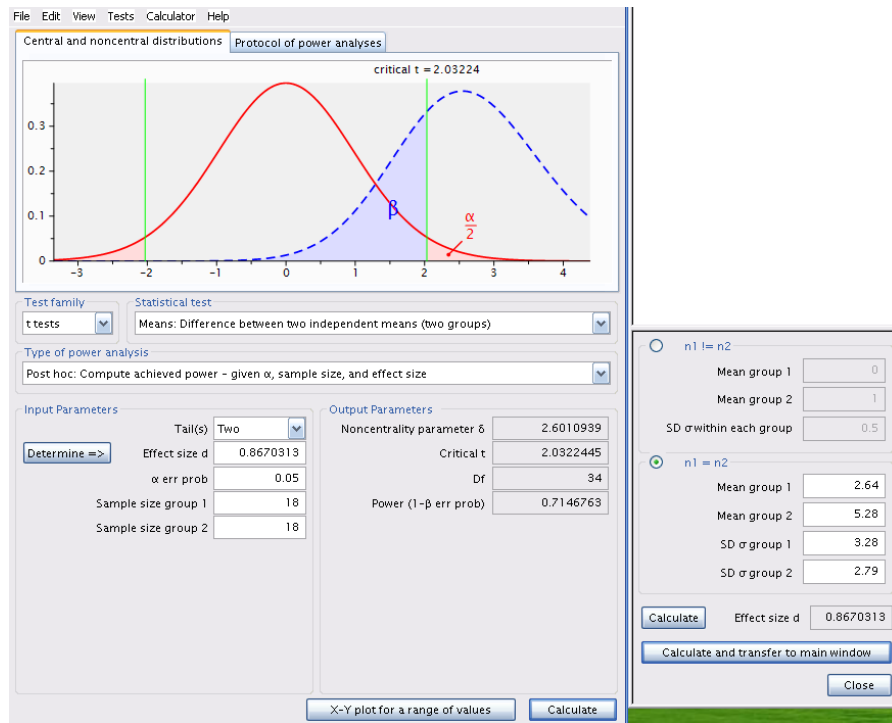 File Edit View Tests Calculator Help
Central and noncentral distributions
Protocol of power analyses
critical t = 2.03224
0.3
0.2
0.1
0
β
α
2
-3 -2 -1 0 1 2 3 4
Test family
Statistical test
t tests
Means: Difference between two independent means (two groups)
Type of power analysis
Post hoc: Compute achieved power – given α, sample size, and effect size
Input Parameters
Tail(s) Two
Determine => Effect size d 0.8670313
α err prob 0.05
Sample size group 1 18
Sample size group 2 18
Output Parameters
Noncentrality parameter δ 2.6010939
Critical t 2.0322445
Df 34
Power (1-β err prob) 0.7146763
X-Y plot for a range of values
Calculate
n1 != n2
Mean group 1 0
Mean group 2 1
SD σ within each group 0.5
n1 = n2
Mean group 1 2.64
Mean group 2 5.28
SD σ group 1 3.28
SD σ group 2 2.79
Calculate Effect size d 0.8670313
Calculate and transfer to main window
Close